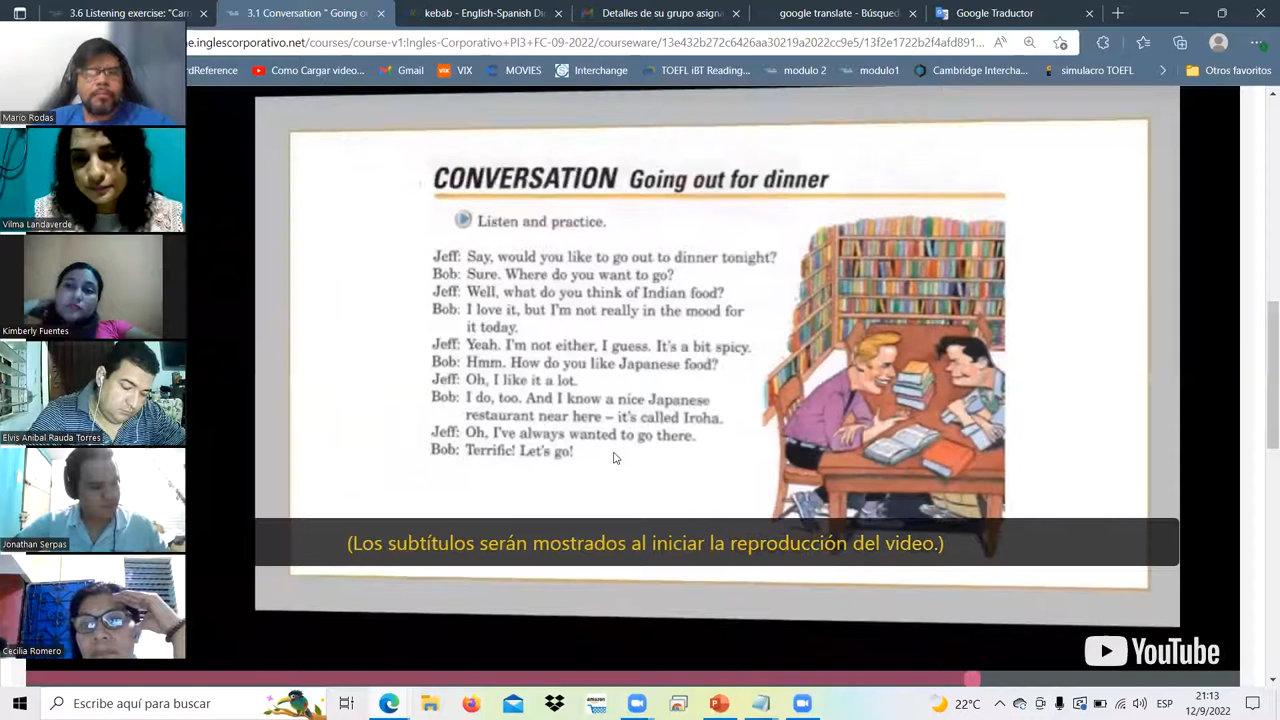 3.6 Listening exercise: "Car
3.1 Conversation " Going o
kebab - English-Spanish Di
Detalles de su grupo asigna
google translate - Búsqued
Google Traductor
ne.inglescorporativo.net/courses/course-v1:Ingles-Corporativo+PI3+FC-09-2022/courseware/13e432b272c6426aa30219a2022cc9e5/13f2e1722b2f4afd891...
rdReference
Como Cargar video...
Gmail
VIX
MOVIES
Interchange
TOEFL iBT Reading...
modulo 2
modulo1
Cambridge Intercha...
simulacro TOEFL
Otros favoritos
Mario Rodas
Vilma Landaverde
Kimberly Fuentes
Elvis Anibal Rauda Torres
Jonathan Serpas
Cecilia Romero
CONVERSATION Going out for dinner
Listen and practice.
Jeff: Say, would you like to go out to dinner tonight?
Bob: Sure. Where do you want to go?
Jeff: Well, what do you think of Indian food?
Bob: I love it, but I'm not really in the mood for
it today.
Jeff: Yeah. I'm not either, I guess. It's a bit spicy.
Bob: Hmm. How do you like Japanese food?
Jeff: Oh, I like it a lot.
Bob: I do, too. And I know a nice Japanese
restaurant near here – it's called Iroha.
Jeff: Oh, I've always wanted to go there.
Bob: Terrific! Let's go!
(Los subtítulos serán mostrados al iniciar la reproducción del video.)
YouTube
Escribe aquí para buscar
amazon
22°C
ESP
21:13
12/9/2022